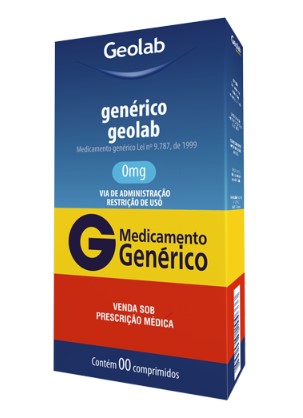 Geolab
genérico
geolab
Medicamento genérico Lei nº 9.787, de 1999
0mg
VIA DE ADMINISTRAÇÃO
RESTRIÇÃO DE USO
G Medicamento
Genérico
VENDA SOB
PRESCRIÇÃO MÉDICA
Contém 00 comprimidos